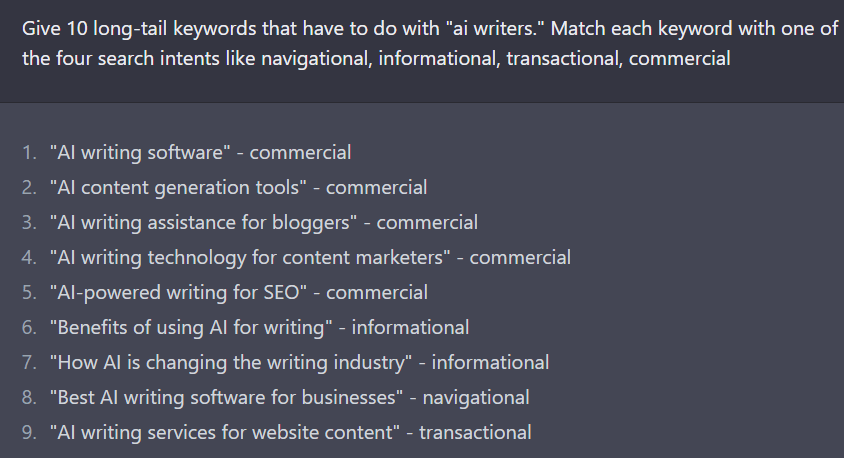 Give 10 long-tail keywords that have to do with "ai writers." Match each keyword with one of
the four search intents like navigational, informational, transactional, commercial
1. "AI writing software" - commercial
2. "AI content generation tools" - commercial
3. "AI writing assistance for bloggers" - commercial
4. "AI writing technology for content marketers" - commercial
5. "AI-powered writing for SEO" - commercial
6. "Benefits of using AI for writing" - informational
7. "How AI is changing the writing industry" - informational
8. "Best AI writing software for businesses" - navigational
9. "AI writing services for website content" - transactional